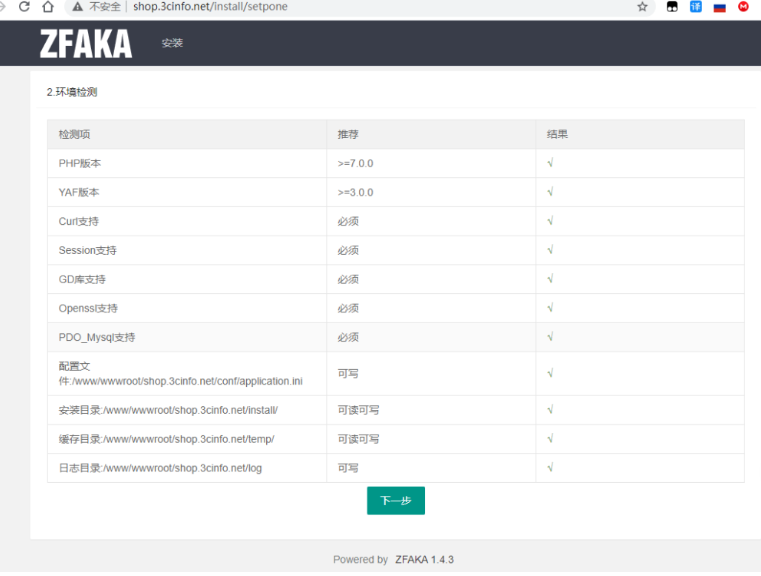 不安全 shop.3cinfo.net/install/setpone
译 M
ZFAKA 安装
2.环境检测
检测项 推荐 结果
PHP版本 >=7.0.0 √
YAF版本 >=3.0.0 √
Curl支持 必须 √
Session支持 必须 √
GD库支持 必须 √
Openssl支持 必须 √
PDO_Mysql支持 必须 √
配置文
件:/www/wwwroot/shop.3cinfo.net/conf/application.ini 可写 √
安装目录:/www/wwwroot/shop.3cinfo.net/install/ 可读可写 √
缓存目录:/www/wwwroot/shop.3cinfo.net/temp/ 可读可写 √
日志目录:/www/wwwroot/shop.3cinfo.net/log 可写 √
下一步
Powered by ZFAKA 1.4.3